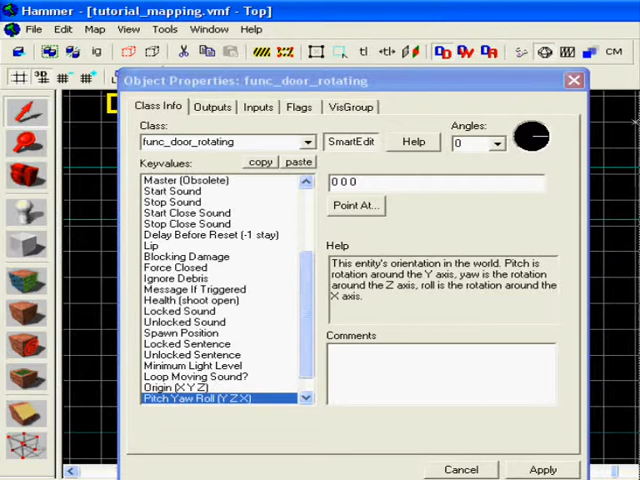 Hammer - [tutorial_mapping.vmf - Top]
File Edit Map View Tools Window Help
ig tl +tl CM
3D
Object Properties: func_door_rotating
Class Info Outputs Inputs Flags VisGroup
Class: Angles:
func_door_rotating SmartEdit Help 0
Keyvalues: copy paste
Master (Obsolete)
Start Sound
Stop Sound
Start Close Sound
Stop Close Sound
Delay Before Reset (-1 stay)
Lip
Blocking Damage
Force Closed
Ignore Debris
Message If Triggered
Health (shoot open)
Locked Sound
Unlocked Sound
Spawn Position
Locked Sentence
Unlocked Sentence
Minimum Light Level
Loop Moving Sound?
Origin (X Y Z)
Pitch Yaw Roll (Y Z X)
0 0 0
Point At...
Help
This entity's orientation in the world. Pitch is
rotation around the Y axis, yaw is the rotation
around the Z axis, roll is the rotation around the
X axis.
Comments
Cancel Apply